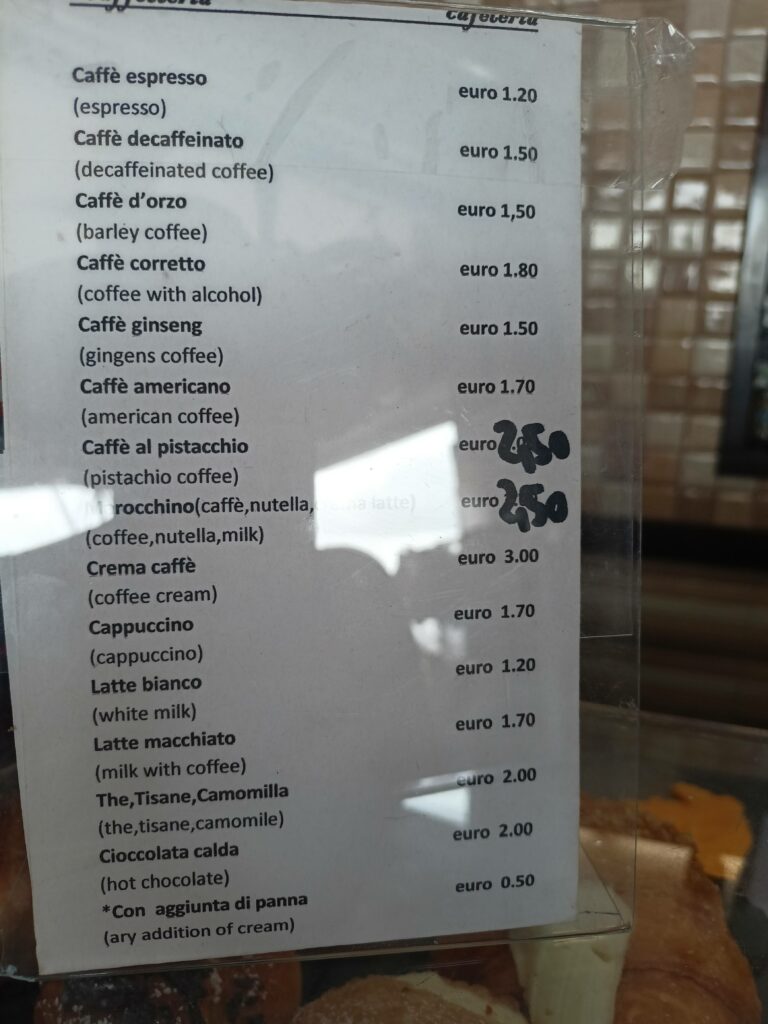 cafeteria
Caffè espresso euro 1.20
(espresso)
Caffè decaffeinato euro 1.50
(decaffeinated coffee)
Caffè d'orzo euro 1,50
(barley coffee)
Caffè corretto euro 1.80
(coffee with alcohol)
Caffè ginseng euro 1.50
(gingens coffee)
Caffè americano euro 1.70
(american coffee)
Caffè al pistacchio euro 2,50
(pistachio coffee)
Marocchino(caffè,nutella,crema latte) euro 2,50
(coffee,nutella,milk)
Crema caffè euro 3.00
(coffee cream)
Cappuccino euro 1.70
(cappuccino)
Latte bianco euro 1.20
(white milk)
Latte macchiato euro 1.70
(milk with coffee)
The,Tisane,Camomilla euro 2.00
(the,tisane,camomile)
Cioccolata calda euro 2.00
(hot chocolate)
*Con aggiunta di panna euro 0.50
(ary addition of cream)